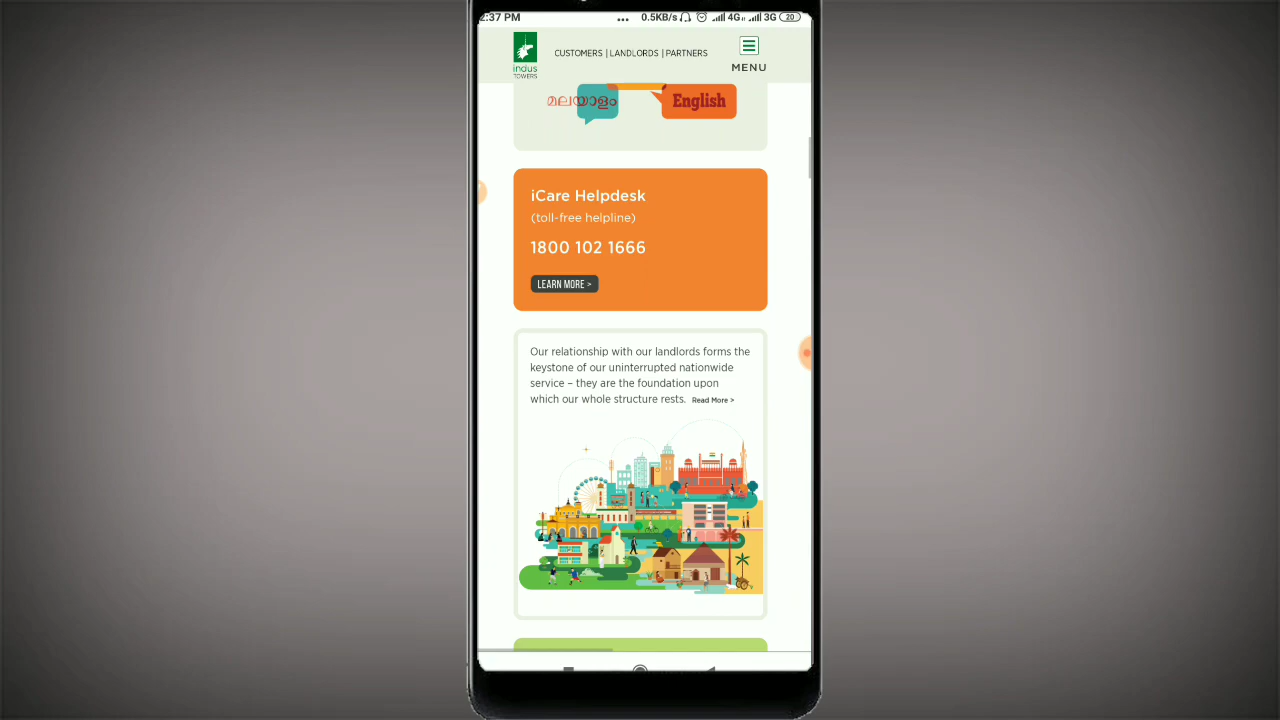 2:37 PM
... 0.5KB/s 4G 3G 20
indus
TOWERS
CUSTOMERS | LANDLORDS | PARTNERS
MENU
മലയാളം
English
iCare Helpdesk
(toll-free helpline)
1800 102 1666
LEARN MORE >
Our relationship with our landlords forms the
keystone of our uninterrupted nationwide
service – they are the foundation upon
which our whole structure rests. Read More >